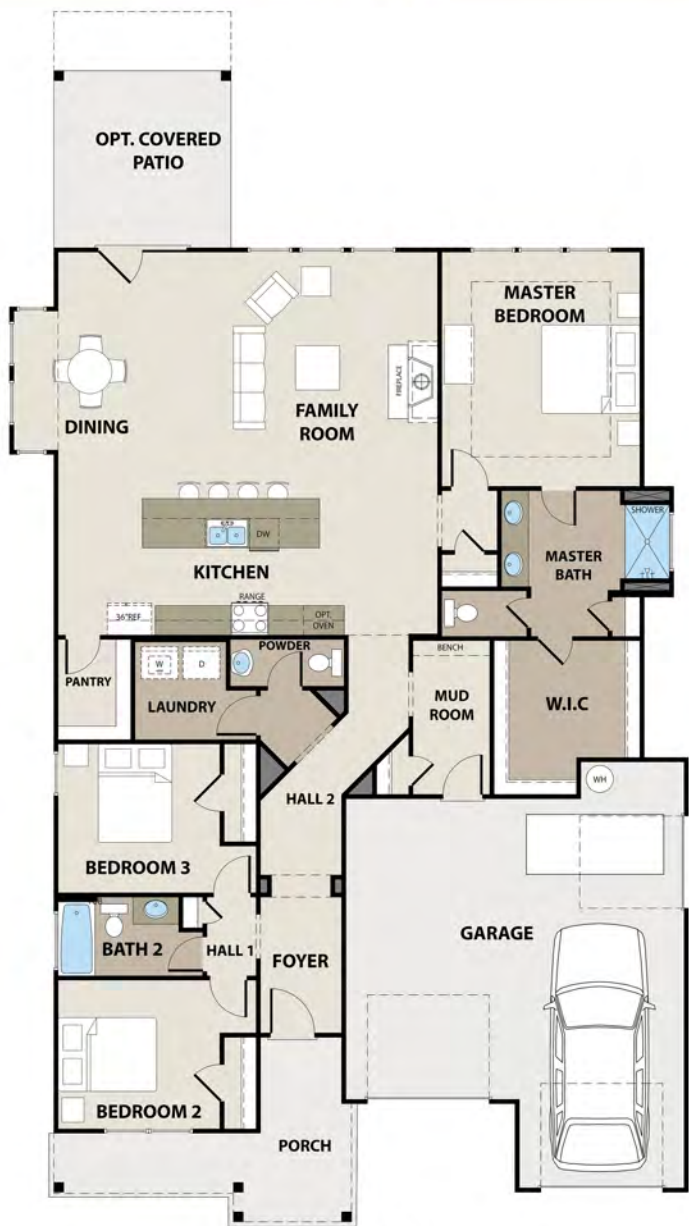 OPT. COVERED
PATIO
MASTER
BEDROOM
FIREPLACE
DINING
FAMILY
ROOM
SHOWER
DW
MASTER
BATH
KITCHEN
RANGE
36"REF
OPT.
OVEN
POWDER
BENCH
W
D
PANTRY
LAUNDRY
MUD
ROOM
W.I.C
WH
HALL 2
BEDROOM 3
GARAGE
BATH 2
HALL 1
FOYER
BEDROOM 2
PORCH